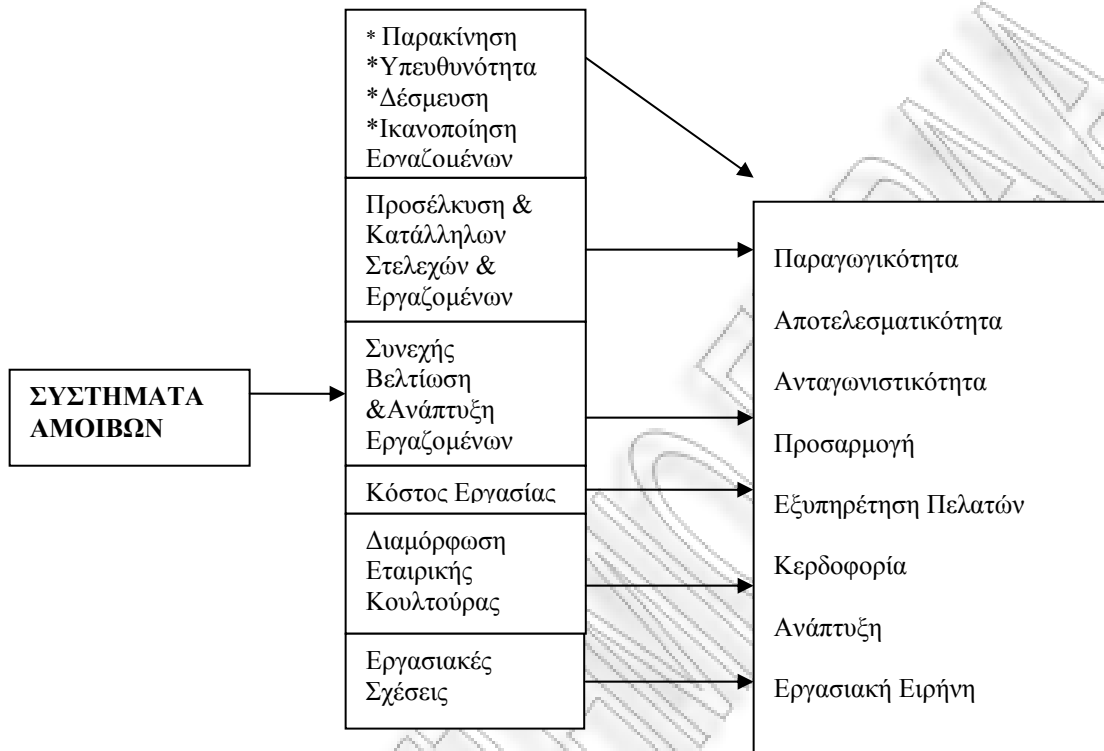 * Παρακίνηση
*Υπευθυνότητα
*Δέσμευση
*Ικανοποίηση
Εργαζομένων
Προσέλκυση &
Κατάλληλων
Στελεχών &
Εργαζομένων
Συνεχής
Βελτίωση
&Ανάπτυξη
Εργαζομένων
Κόστος Εργασίας
Διαμόρφωση
Εταιρικής
Κουλτούρας
Εργασιακές
Σχέσεις
ΣΥΣΤΗΜΑΤΑ
ΑΜΟΙΒΩΝ
Παραγωγικότητα
Αποτελεσματικότητα
Ανταγωνιστικότητα
Προσαρμογή
Εξυπηρέτηση Πελατών
Κερδοφορία
Ανάπτυξη
Εργασιακή Ειρήνη